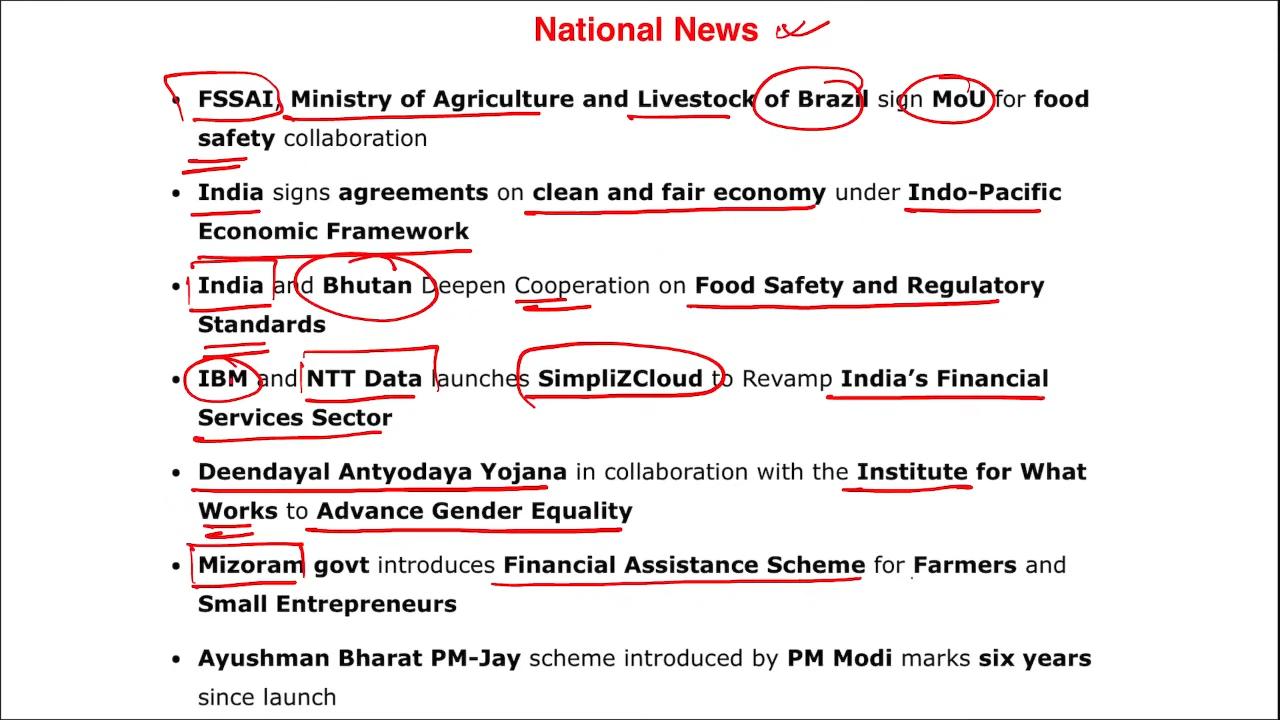 National News
• FSSAI, Ministry of Agriculture and Livestock of Brazil sign MoU for food
safety collaboration
• India signs agreements on clean and fair economy under Indo-Pacific
Economic Framework
• India and Bhutan Deepen Cooperation on Food Safety and Regulatory
Standards
• IBM and NTT Data launches SimpliZCloud to Revamp India's Financial
Services Sector
• Deendayal Antyodaya Yojana in collaboration with the Institute for What
Works to Advance Gender Equality
• Mizoram govt introduces Financial Assistance Scheme for Farmers and
Small Entrepreneurs
• Ayushman Bharat PM-Jay scheme introduced by PM Modi marks six years
since launch